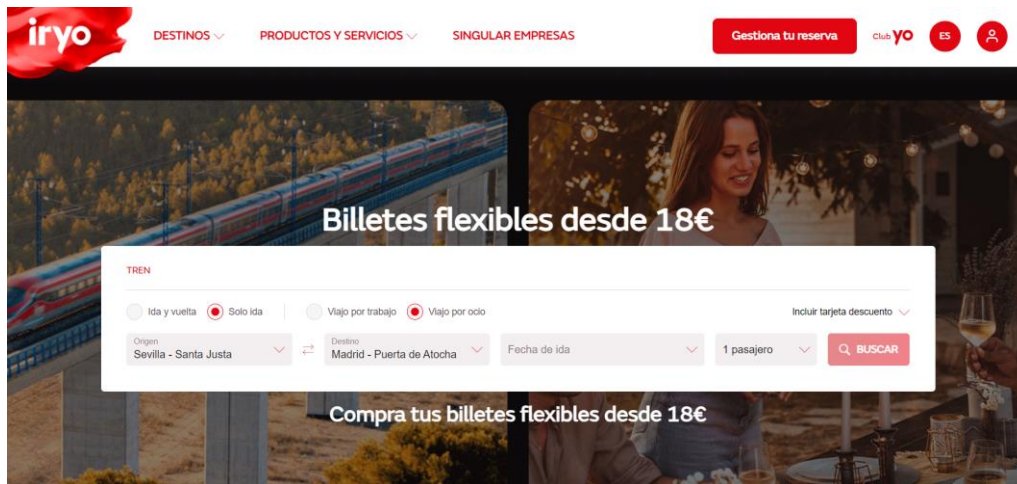 iryo
DESTINOS
PRODUCTOS Y SERVICIOS
SINGULAR EMPRESAS
Gestiona tu reserva
Club yo
ES
Billetes flexibles desde 18€
TREN
Ida y vuelta
Solo ida
Viajo por trabajo
Viajo por ocio
Incluir tarjeta descuento
Origen
Sevilla - Santa Justa
Destino
Madrid - Puerta de Atocha
Fecha de ida
1 pasajero
BUSCAR
Compra tus billetes flexibles desde 18€